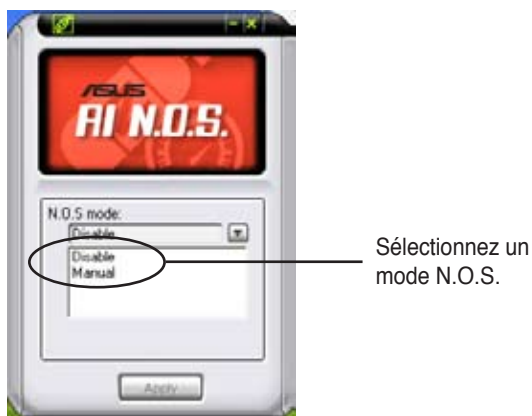 ASUS
AI N.O.S.
N.O.S mode:
Disable
Disable
Manual
Sélectionnez un
mode N.O.S.
Apply